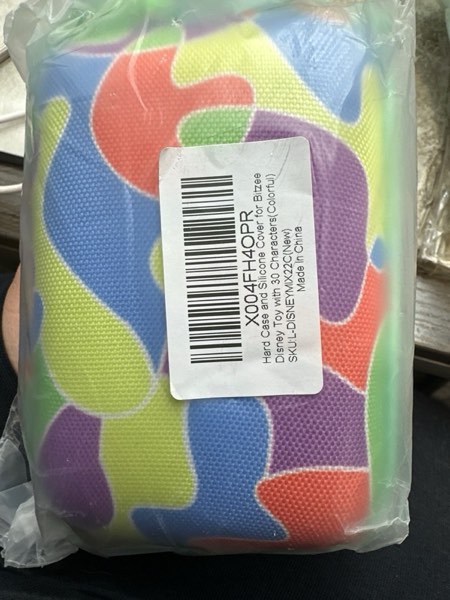 X004FH4OPR
Hard Case and Silicone Cover for Bitzee
Disney Toy with 30 Characters(Colorful)
SKU:L-DISNEYMIX22C(New)
Made In China